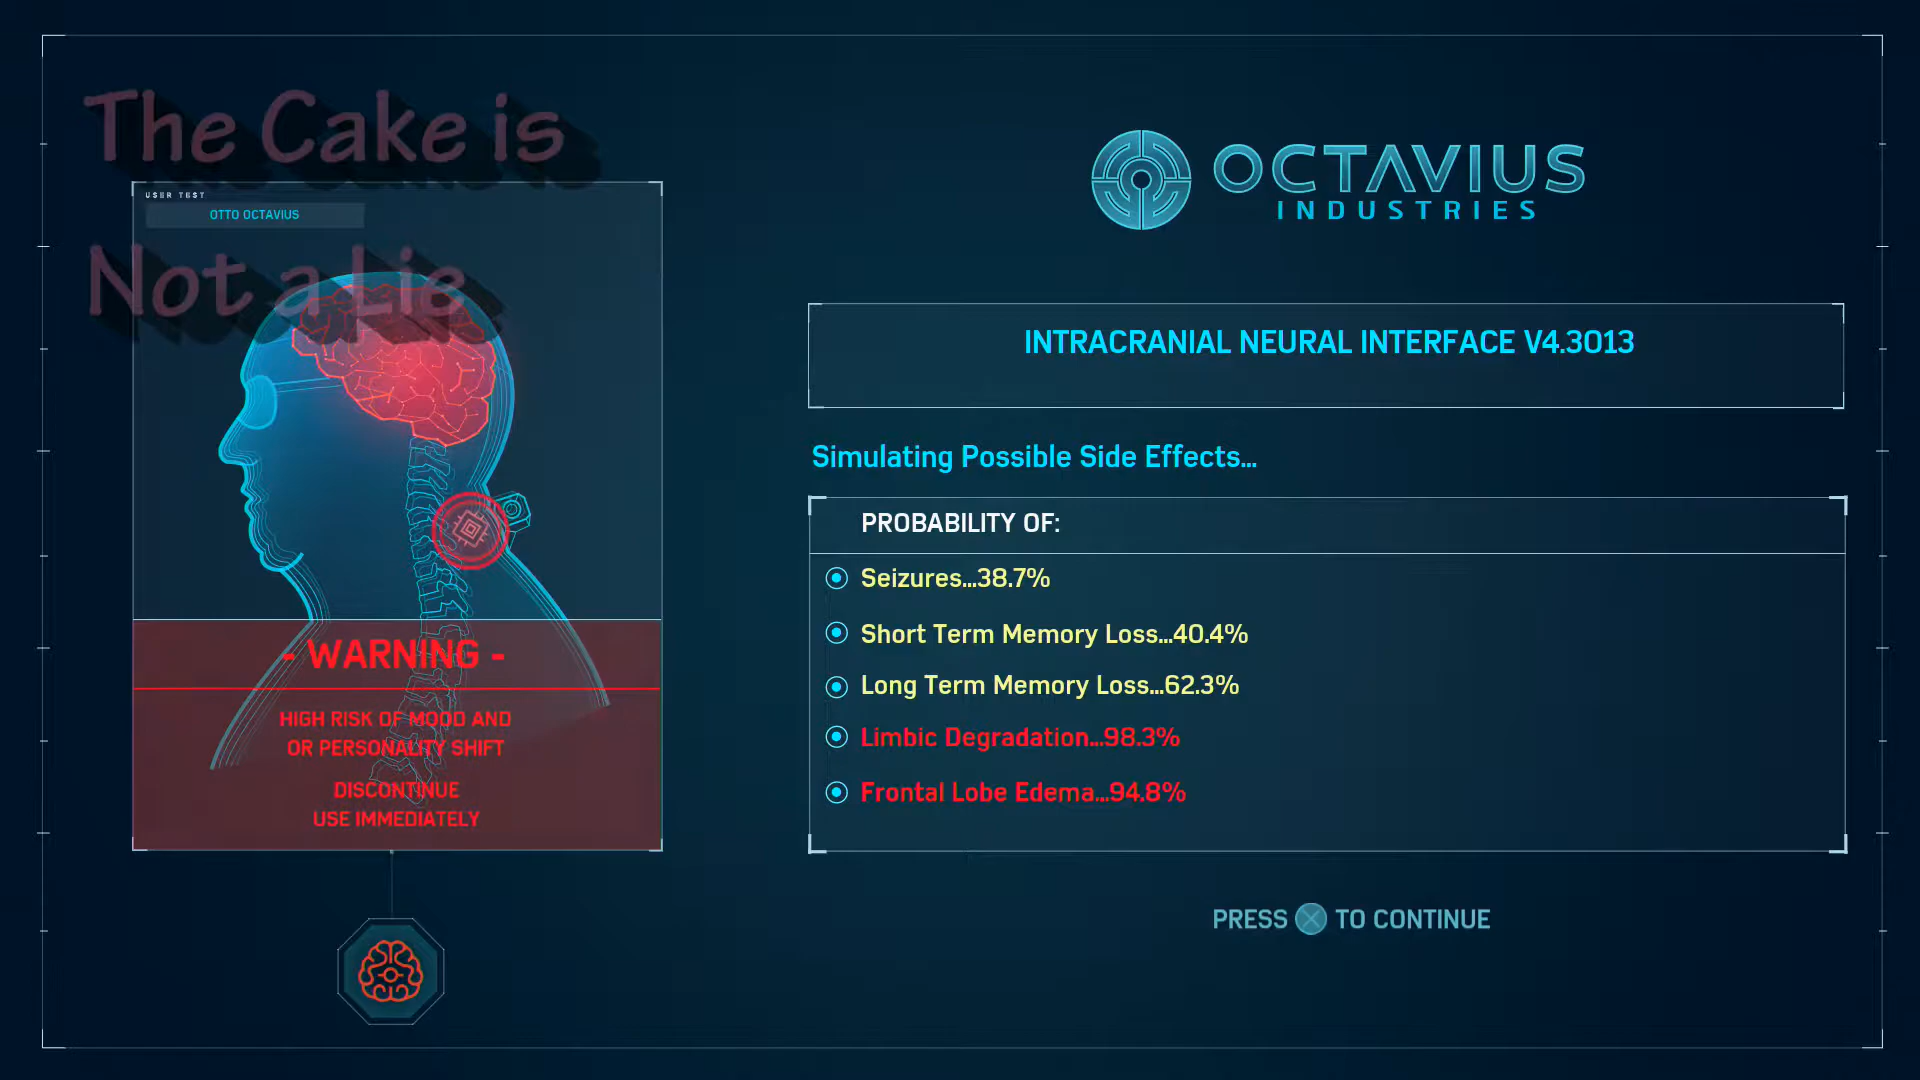 The Cake is
Not a Lie
USER TEST
OTTO OCTAVIUS
- WARNING -
HIGH RISK OF MOOD AND
OR PERSONALITY SHIFT
DISCONTINUE
USE IMMEDIATELY
OCTAVIUS
INDUSTRIES
INTRACRANIAL NEURAL INTERFACE V4.3013
Simulating Possible Side Effects...
PROBABILITY OF:
Seizures...38.7%
Short Term Memory Loss...40.4%
Long Term Memory Loss...62.3%
Limbic Degradation...98.3%
Frontal Lobe Edema...94.8%
PRESS TO CONTINUE